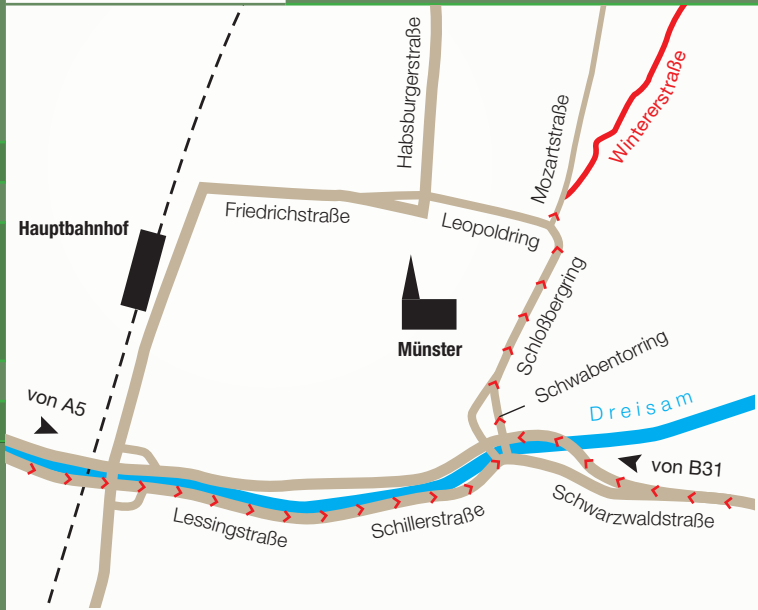 Habsburgerstraße
Wintererstraße
Mozartstraße
Friedrichstraße
Leopoldring
Hauptbahnhof
Schloßbergring
Münster
Schwabentorring
Dreisam
von A5
von B31
Lessingstraße
Schillerstraße
Schwarzwaldstraße